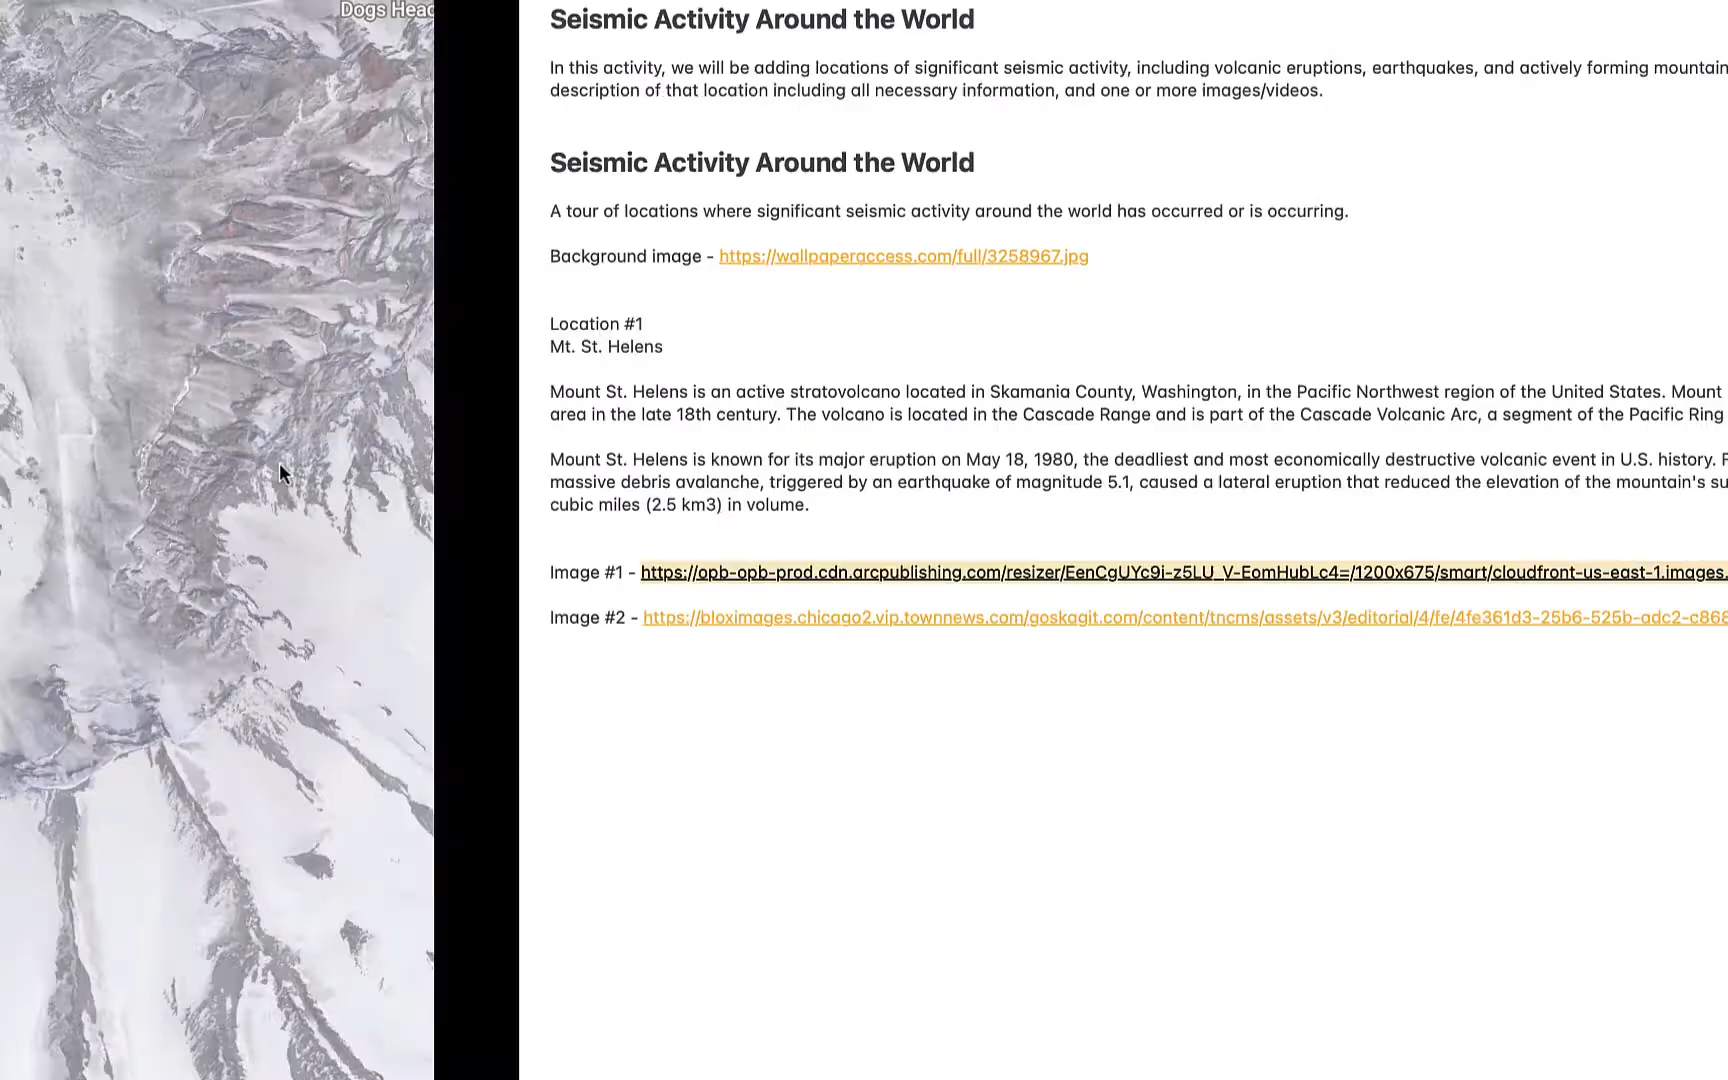 Dogs Head
Seismic Activity Around the World
In this activity, we will be adding locations of significant seismic activity, including volcanic eruptions, earthquakes, and actively forming mountain
description of that location including all necessary information, and one or more images/videos.
Seismic Activity Around the World
A tour of locations where significant seismic activity around the world has occurred or is occurring.
Background image - https://wallpaperaccess.com/full/3258967.jpg
Location #1
Mt. St. Helens
Mount St. Helens is an active stratovolcano located in Skamania County, Washington, in the Pacific Northwest region of the United States. Mount
area in the late 18th century. The volcano is located in the Cascade Range and is part of the Cascade Volcanic Arc, a segment of the Pacific Ring
Mount St. Helens is known for its major eruption on May 18, 1980, the deadliest and most economically destructive volcanic event in U.S. history. F
massive debris avalanche, triggered by an earthquake of magnitude 5.1, caused a lateral eruption that reduced the elevation of the mountain's su
cubic miles (2.5 km3) in volume.
Image #1 - https://opb-opb-prod.cdn.arcpublishing.com/resizer/EenCgUYc9i-z5LU_V-EomHubLc4=/1200x675/smart/cloudfront-us-east-1.images.
Image #2 - https://bloximages.chicago2.vip.townnews.com/goskagit.com/content/tncms/assets/v3/editorial/4/fe/4fe361d3-25b6-525b-adc2-c868